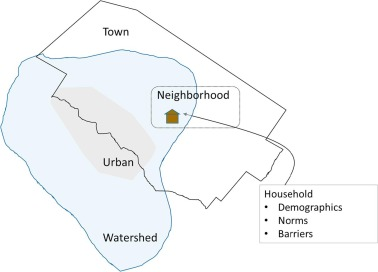 Town
Neighborhood
Urban
Household
• Demographics
• Norms
• Barriers
Watershed